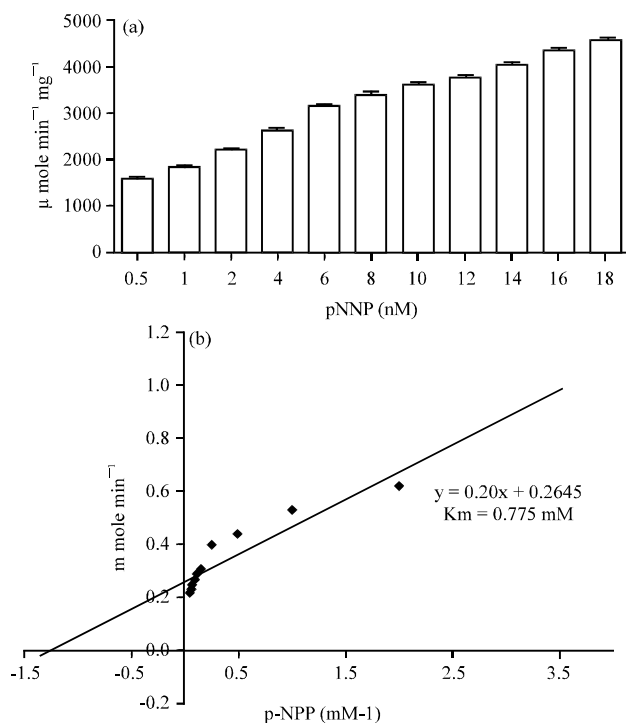 (a)
5000
4000
3000
2000
1000
0
μ mole min⁻¹ mg⁻¹
0.5 1 2 4 6 8 10 12 14 16 18
pNNP (nM)
(b)
1.2
1.0
0.8
0.6
0.4
0.2
0.0
-0.2
m mole min⁻¹
y = 0.20x + 0.2645
Km = 0.775 mM
-1.5 -0.5 0.5 1.5 2.5 3.5
p-NPP (mM-1)